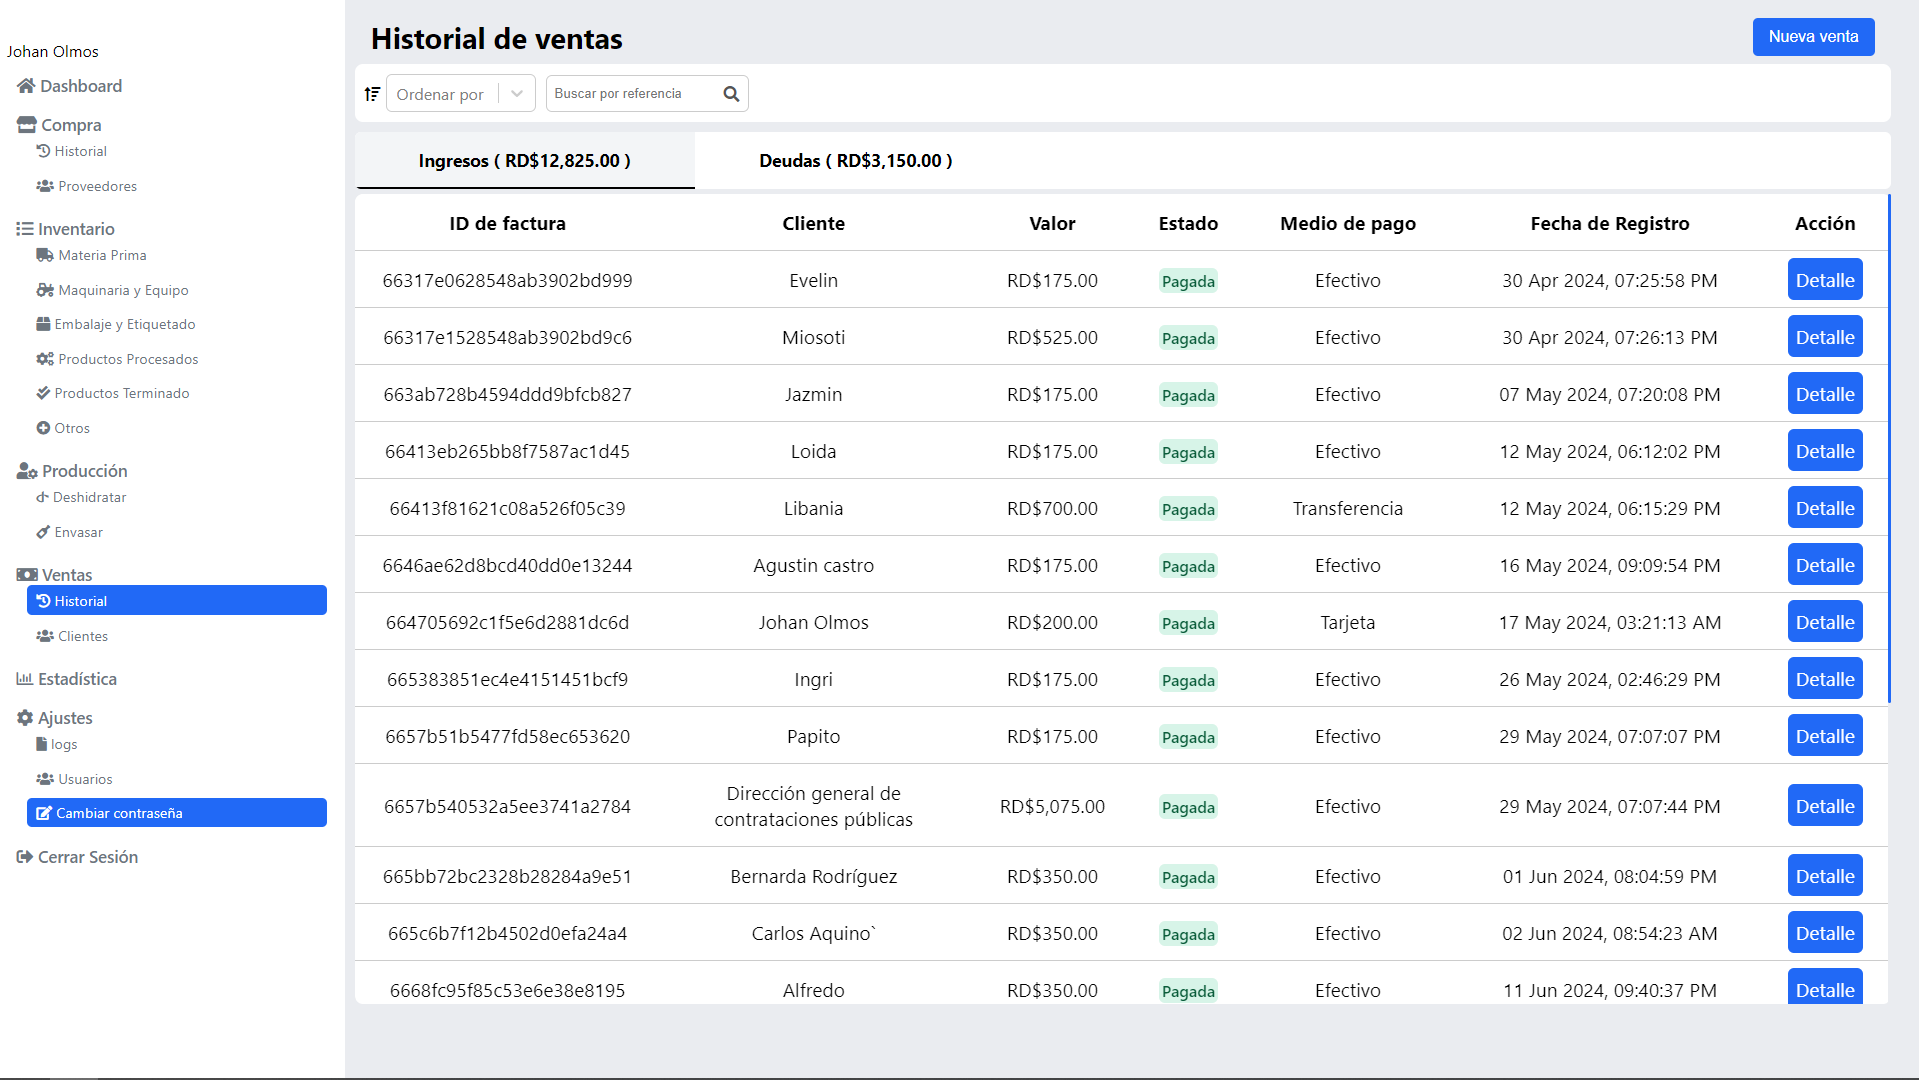 Johan Olmos
Dashboard
Compra
Historial
Proveedores
Inventario
Materia Prima
Maquinaria y Equipo
Embalaje y Etiquetado
Productos Procesados
Productos Terminado
Otros
Producción
Deshidratar
Envasar
Ventas
Historial
Clientes
Estadística
Ajustes
logs
Usuarios
Cambiar contraseña
Cerrar Sesión
Historial de ventas
Nueva venta
Ordenar por
Buscar por referencia
Ingresos ( RD$12,825.00 )
Deudas ( RD$3,150.00 )
ID de factura Cliente Valor Estado Medio de pago Fecha de Registro Acción
66317e0628548ab3902bd999 Evelin RD$175.00 Pagada Efectivo 30 Apr 2024, 07:25:58 PM Detalle
66317e1528548ab3902bd9c6 Miosoti RD$525.00 Pagada Efectivo 30 Apr 2024, 07:26:13 PM Detalle
663ab728b4594ddd9bfcb827 Jazmin RD$175.00 Pagada Efectivo 07 May 2024, 07:20:08 PM Detalle
66413eb265bb8f7587ac1d45 Loida RD$175.00 Pagada Efectivo 12 May 2024, 06:12:02 PM Detalle
66413f81621c08a526f05c39 Libania RD$700.00 Pagada Transferencia 12 May 2024, 06:15:29 PM Detalle
6646ae62d8bcd40dd0e13244 Agustin castro RD$175.00 Pagada Efectivo 16 May 2024, 09:09:54 PM Detalle
664705692c1f5e6d2881dc6d Johan Olmos RD$200.00 Pagada Tarjeta 17 May 2024, 03:21:13 AM Detalle
665383851ec4e4151451bcf9 Ingri RD$175.00 Pagada Efectivo 26 May 2024, 02:46:29 PM Detalle
6657b51b5477fd58ec653620 Papito RD$175.00 Pagada Efectivo 29 May 2024, 07:07:07 PM Detalle
6657b540532a5ee3741a2784 Dirección general de
contrataciones públicas RD$5,075.00 Pagada Efectivo 29 May 2024, 07:07:44 PM Detalle
665bb72bc2328b28284a9e51 Bernarda Rodríguez RD$350.00 Pagada Efectivo 01 Jun 2024, 08:04:59 PM Detalle
665c6b7f12b4502d0efa24a4 Carlos Aquino` RD$350.00 Pagada Efectivo 02 Jun 2024, 08:54:23 AM Detalle
6668fc95f85c53e6e38e8195 Alfredo RD$350.00 Pagada Efectivo 11 Jun 2024, 09:40:37 PM Detalle